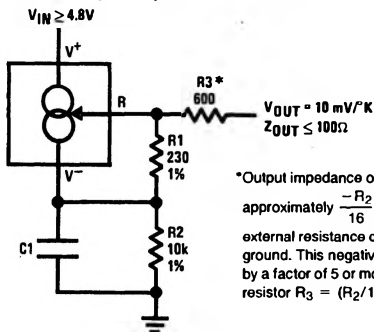 V_IN ≥ 4.8V
V⁺
R
R3*
600
V_OUT = 10 mV/°K
Z_OUT ≤ 100Ω
R1
230
1%
V⁻
C1
R2
10k
1%
*Output impedance o
approximately −R₂/16
external resistance
ground. This negativ
by a factor of 5 or mo
resistor R₃ = (R₂/1